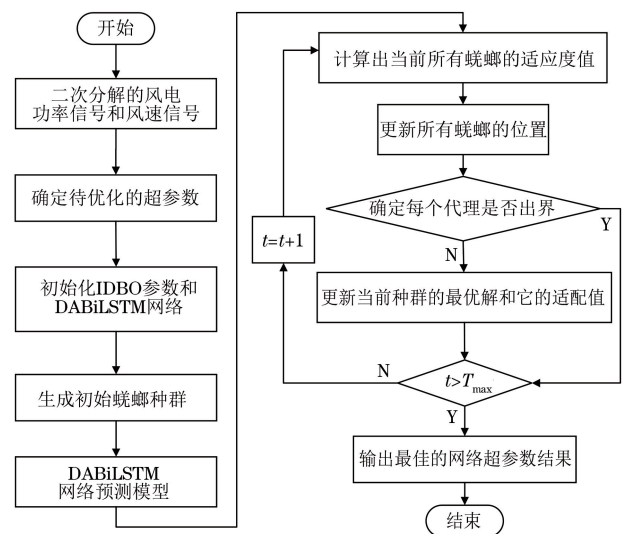 开始
二次分解的风电
功率信号和风速信号
确定待优化的超参数
初始化IDBO参数和
DABiLSTM网络
生成初始蜣螂种群
DABiLSTM
网络预测模型
计算出当前所有蜣螂的适应度值
更新所有蜣螂的位置
确定每个代理是否出界
Y
N
t=t+1
更新当前种群的最优解和它的适配值
N
t>Tmax
Y
输出最佳的网络超参数结果
结束